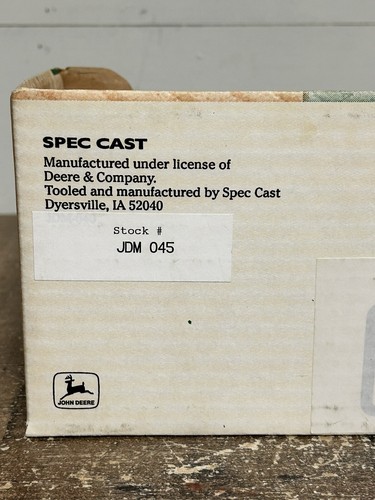 SPEC CAST
Manufactured under license of
Deere & Company.
Tooled and manufactured by Spec Cast
Dyersville, IA 52040
Stock #
JDM 045
JOHN DEERE